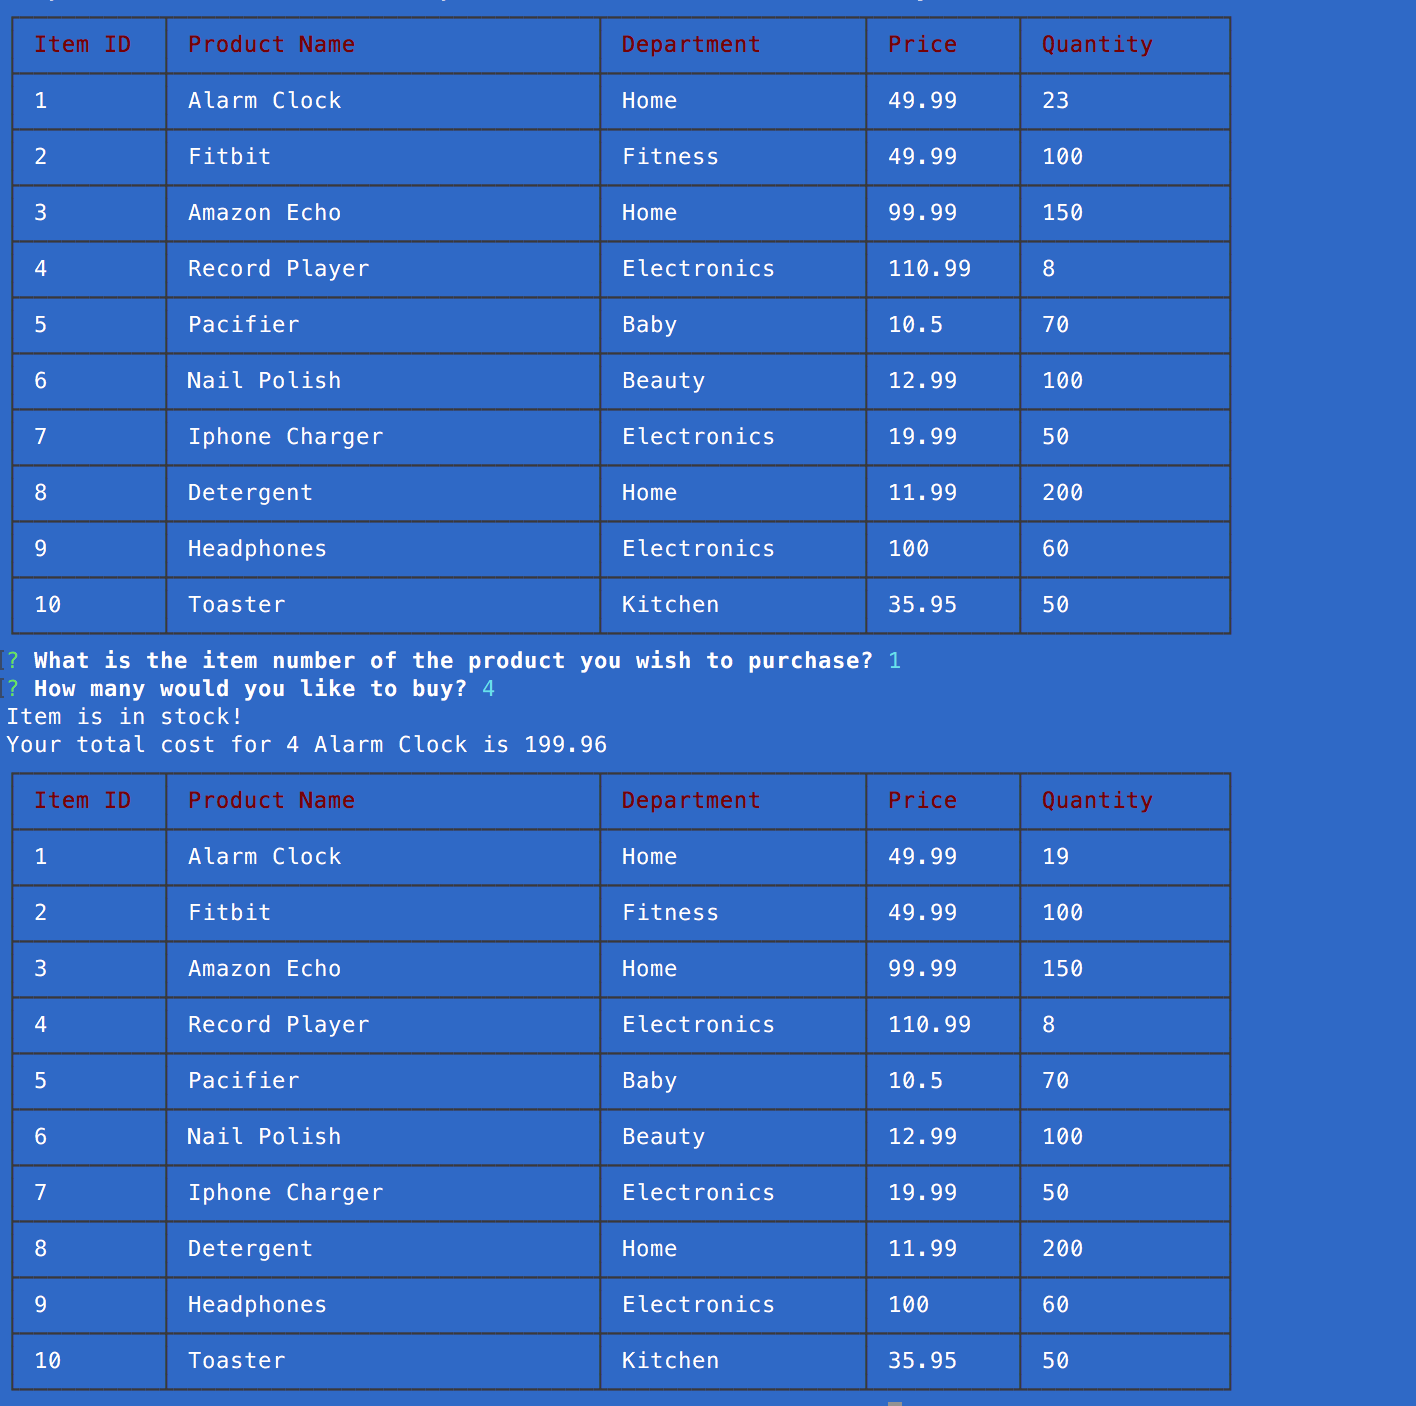 Item ID Product Name Department Price Quantity
1 Alarm Clock Home 49.99 23
2 Fitbit Fitness 49.99 100
3 Amazon Echo Home 99.99 150
4 Record Player Electronics 110.99 8
5 Pacifier Baby 10.5 70
6 Nail Polish Beauty 12.99 100
7 Iphone Charger Electronics 19.99 50
8 Detergent Home 11.99 200
9 Headphones Electronics 100 60
10 Toaster Kitchen 35.95 50
? What is the item number of the product you wish to purchase? 1
? How many would you like to buy? 4
Item is in stock!
Your total cost for 4 Alarm Clock is 199.96
Item ID Product Name Department Price Quantity
1 Alarm Clock Home 49.99 19
2 Fitbit Fitness 49.99 100
3 Amazon Echo Home 99.99 150
4 Record Player Electronics 110.99 8
5 Pacifier Baby 10.5 70
6 Nail Polish Beauty 12.99 100
7 Iphone Charger Electronics 19.99 50
8 Detergent Home 11.99 200
9 Headphones Electronics 100 60
10 Toaster Kitchen 35.95 50